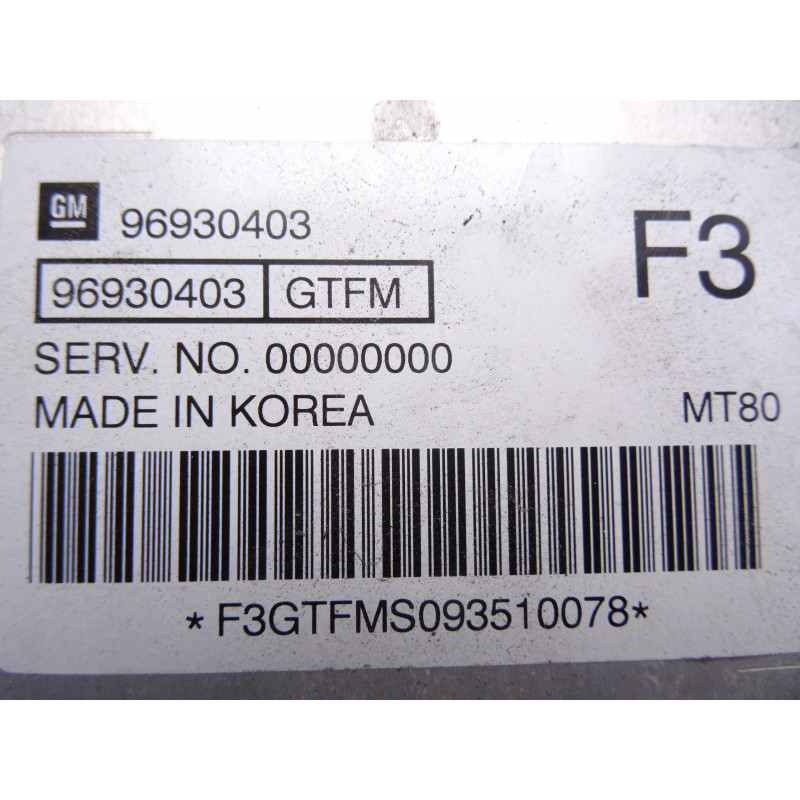 GM 96930403
F3
96930403 GTFM
SERV. NO. 00000000
MADE IN KOREA
MT80
*F3GTFMS093510078*